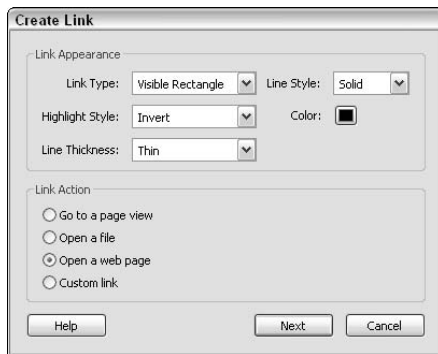 Create Link
Link Appearance
Link Type: Visible Rectangle Line Style: Solid
Highlight Style: Invert Color:
Line Thickness: Thin
Link Action
Go to a page view
Open a file
Open a web page
Custom link
Help Next Cancel